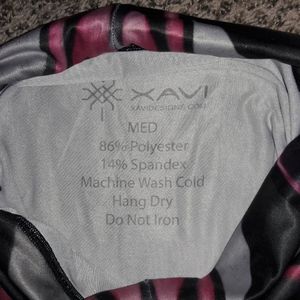 XAVI
XAVIDESIGNS.COM
MED
86% Polyester
14% Spandex
Machine Wash Cold
Hang Dry
Do Not Iron